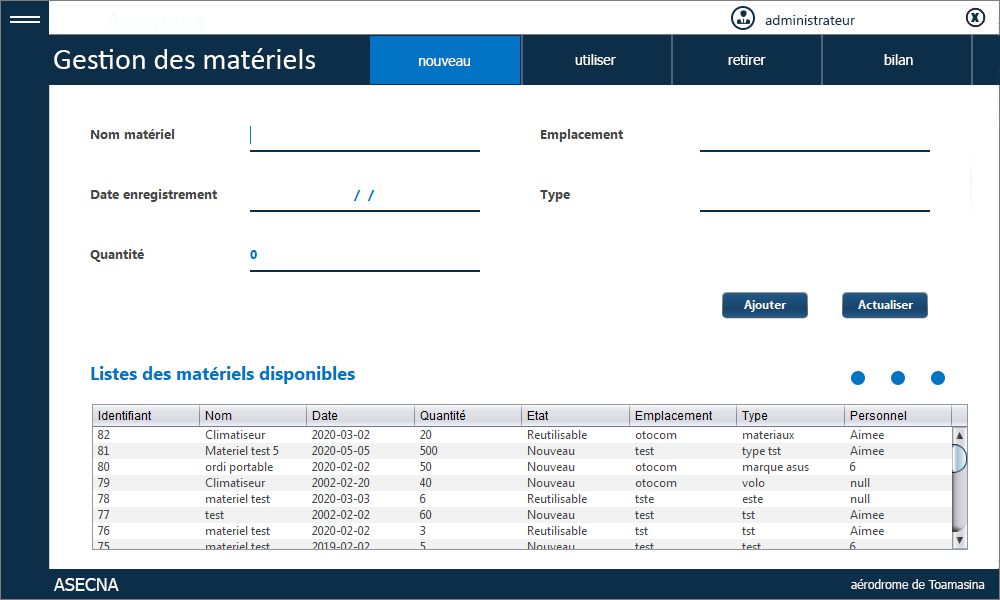 Asecnaaa
administrateur
Gestion des matériels nouveau utiliser retirer bilan
Nom matériel Emplacement
Date enregistrement / / Type
Quantité 0
Ajouter Actualiser
Listes des matériels disponibles
Identifiant Nom Date Quantité Etat Emplacement Type Personnel
82 Climatiseur 2020-03-02 20 Reutilisable otocom materiaux Aimee
81 Materiel test 5 2020-05-05 500 Nouveau test type tst Aimee
80 ordi portable 2020-02-02 50 Nouveau otocom marque asus 6
79 Climatiseur 2002-02-20 40 Nouveau otocom volo null
78 materiel test 2020-03-03 6 Reutilisable tste este null
77 test 2002-02-02 60 Nouveau test tst Aimee
76 materiel test 2020-02-02 3 Reutilisable tst tst Aimee
75 materiel test 2019-02-02 5 Nouveau test test 6
ASECNA aérodrome de Toamasina